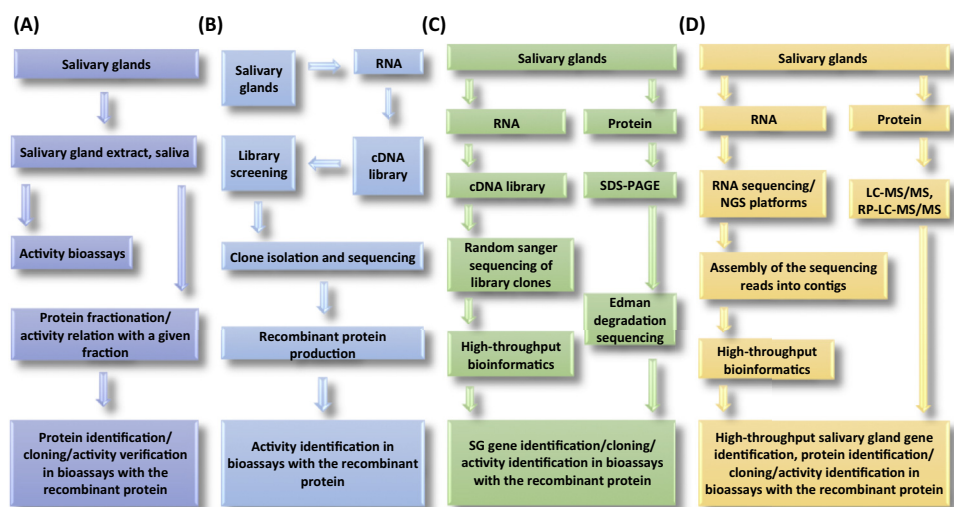 (A)
Salivary glands
Salivary gland extract, saliva
Activity bioassays
Protein fractionation/
activity relation with a given
fraction
Protein identification/
cloning/activity verification
in bioassays with the
recombinant protein
(B)
Salivary
glands
RNA
Library
screening
cDNA
library
Clone isolation and sequencing
Recombinant protein
production
Activity identification in
bioassays with the recombinant
protein
(C)
Salivary glands
RNA
Protein
cDNA library
SDS-PAGE
Random sanger
sequencing of
library clones
Edman
degradation
sequencing
High-throughput
bioinformatics
SG gene identification/cloning/
activity identification in bioassays
with the recombinant protein
(D)
Salivary glands
RNA
Protein
RNA sequencing/
NGS platforms
LC-MS/MS,
RP-LC-MS/MS
Assembly of the sequencing
reads into contigs
High-throughput
bioinformatics
High-throughput salivary gland gene
identification, protein identification/
cloning/activity identification in
bioassays with the recombinant protein